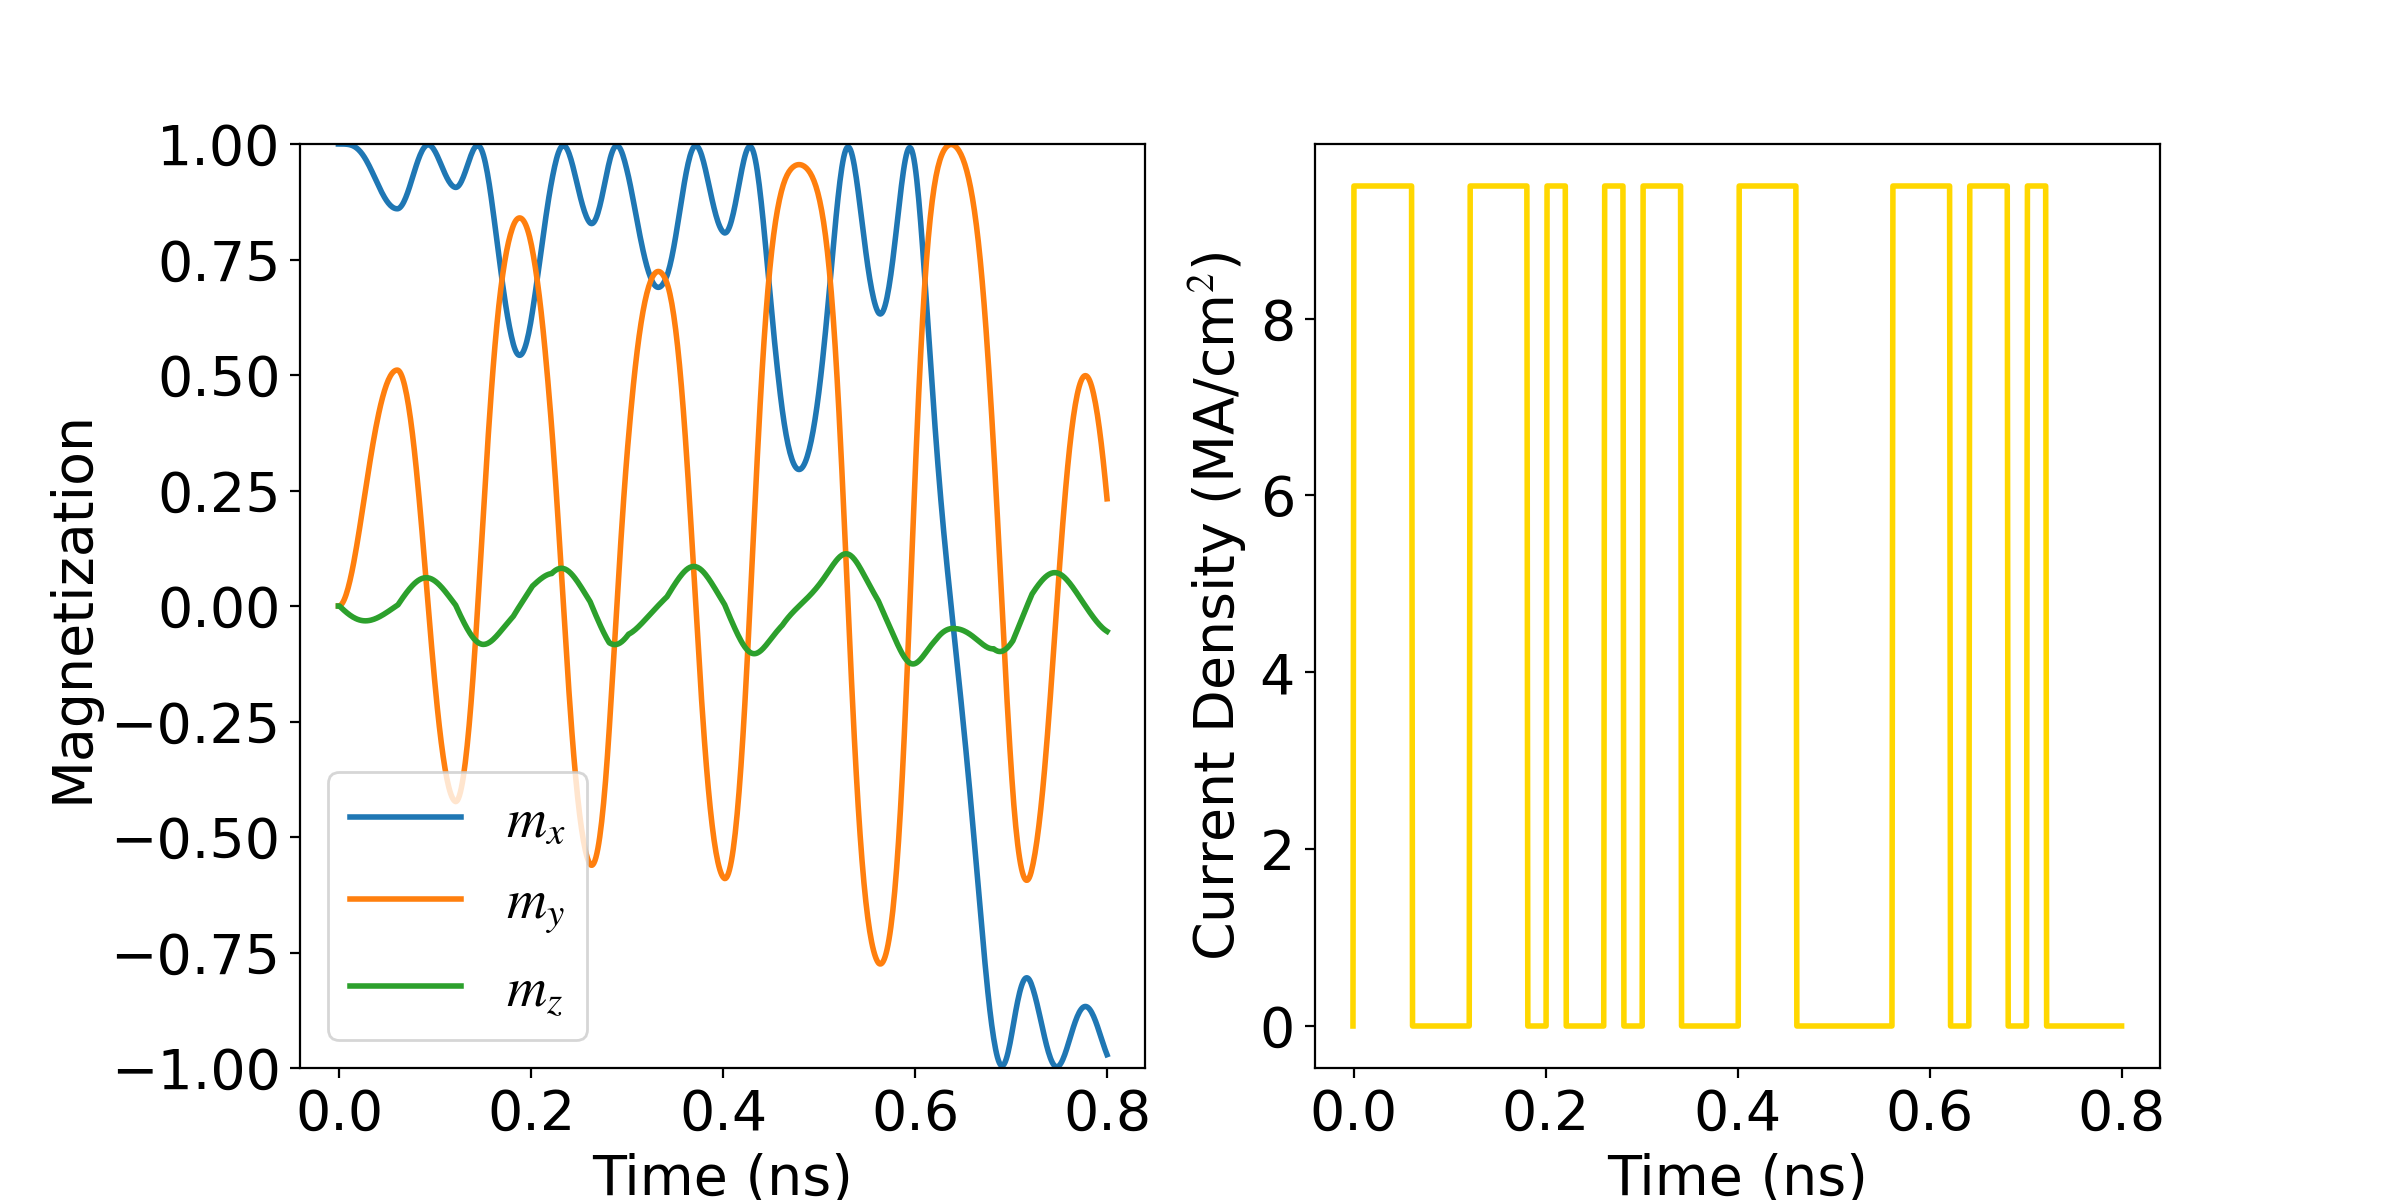 Magnetization
1.00
0.75
0.50
0.25
0.00
−0.25
−0.50
−0.75
−1.00
m_x
m_y
m_z
0.0 0.2 0.4 0.6 0.8
Time (ns)
Current Density (MA/cm²)
8
6
4
2
0
0.0 0.2 0.4 0.6 0.8
Time (ns)